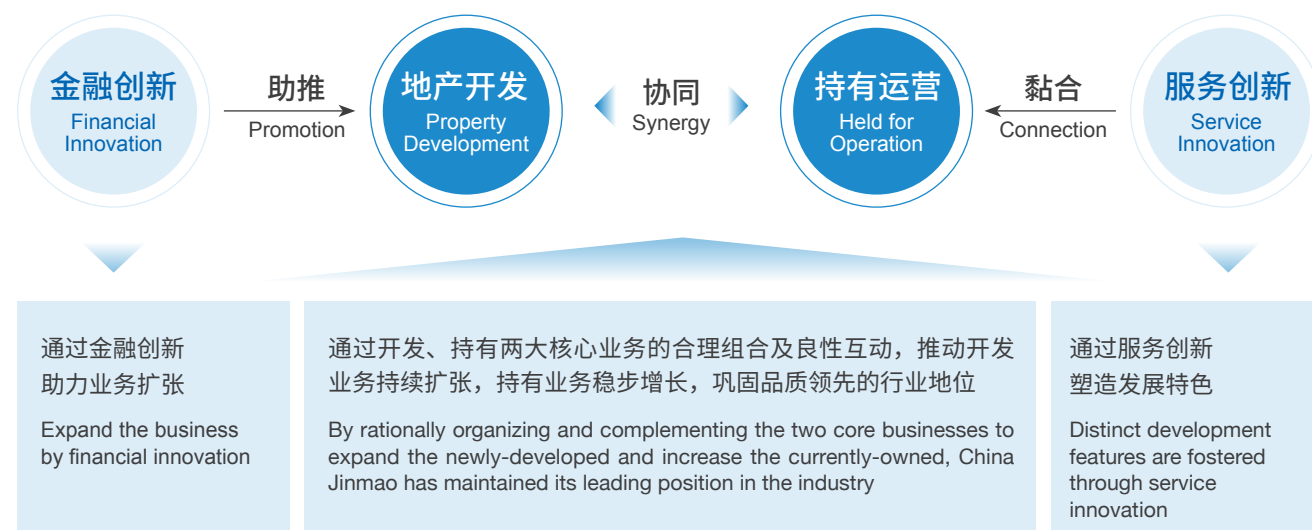 金融创新
Financial
Innovation
助推
Promotion
地产开发
Property
Development
协同
Synergy
持有运营
Held for
Operation
黏合
Connection
服务创新
Service
Innovation
通过金融创新
助力业务扩张
Expand the business
by financial innovation
通过开发、持有两大核心业务的合理组合及良性互动，推动开发
业务持续扩张，持有业务稳步增长，巩固品质领先的行业地位
By rationally organizing and complementing the two core businesses to
expand the newly-developed and increase the currently-owned, China
Jinmao has maintained its leading position in the industry
通过服务创新
塑造发展特色
Distinct development
features are fostered
through service
innovation